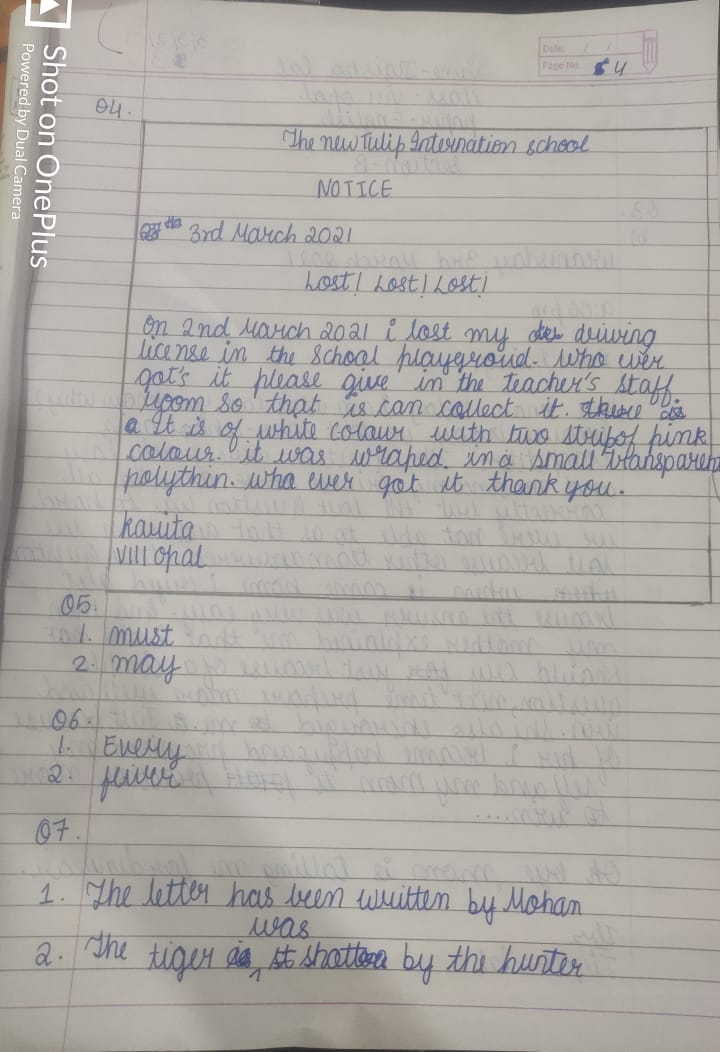 Date: / /
Page No. 4
Q4.
The new Tulip Internation school
NOTICE
3rd March 2021
Lost! Lost! Lost!
On 2nd March 2021 i lost my driving
license in the school playgroud. Who ever
got's it please give in the teacher's staff
room so that is can collect it.
It is of white colour with two strip of pink
colour. it was wraped in a small transparent
polythin. who ever got it thank you.
Kavita
VIII opal
Q5.
1. must
2. may
Q6.
1. Every
2. fewer
Q7.
1. The letter has been written by Mohan
was
2. The tiger shot by the hunter
Shot on OnePlus
Powered by Dual Camera